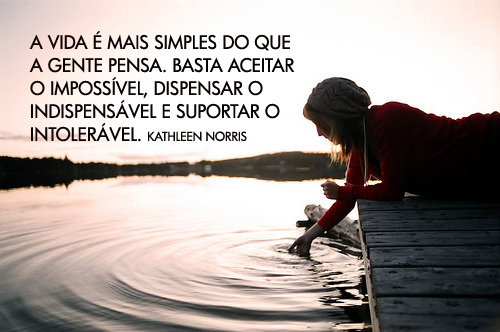 A VIDA É MAIS SIMPLES DO QUE
A GENTE PENSA. BASTA ACEITAR
O IMPOSSÍVEL, DISPENSAR O
INDISPENSÁVEL E SUPORTAR O
INTOLERÁVEL. KATHLEEN NORRIS